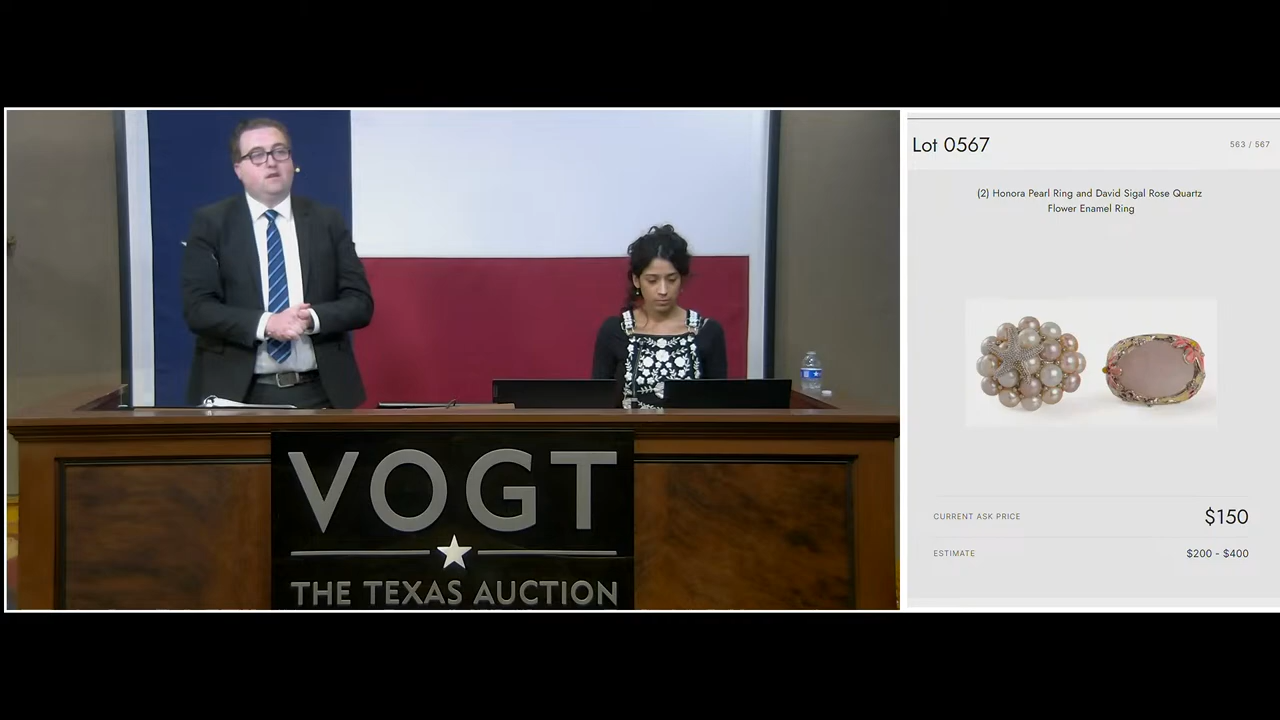 VOGT
THE TEXAS AUCTION
Lot 0567
563 / 567
(2) Honora Pearl Ring and David Sigal Rose Quartz
Flower Enamel Ring
CURRENT ASK PRICE
$150
ESTIMATE
$200 - $400